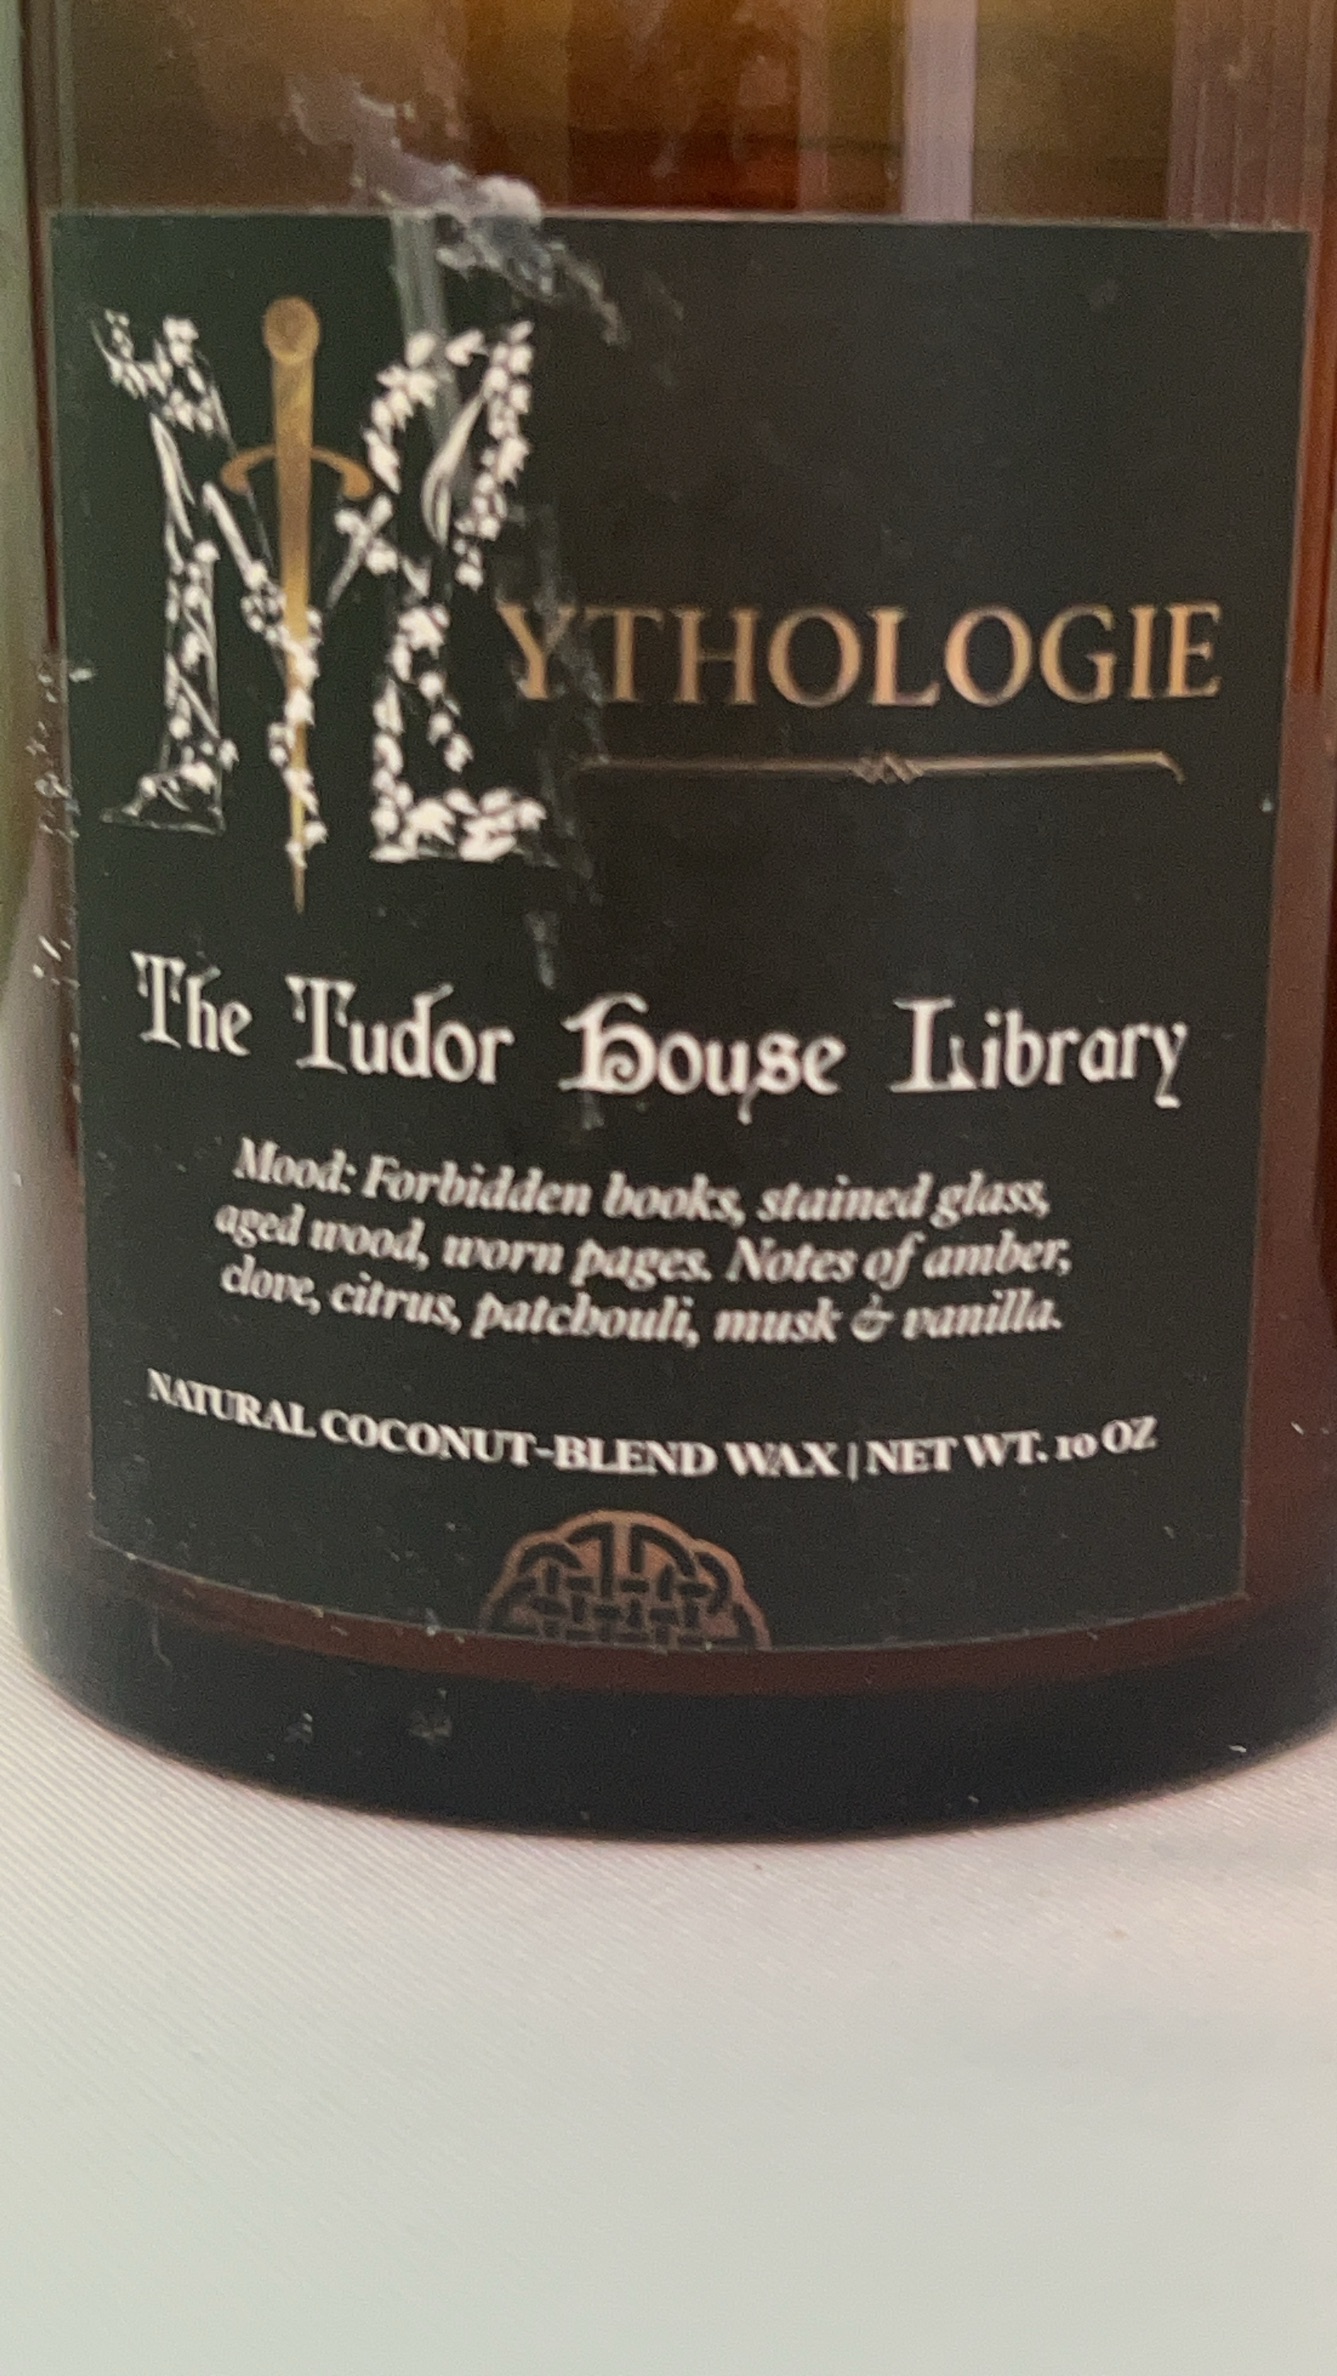 MYTHOLOGIE
The Tudor House Library
Mood: Forbidden books, stained glass,
aged wood, worn pages. Notes of amber,
clove, citrus, patchouli, musk & vanilla.
NATURAL COCONUT-BLEND WAX | NET WT. 10 OZ